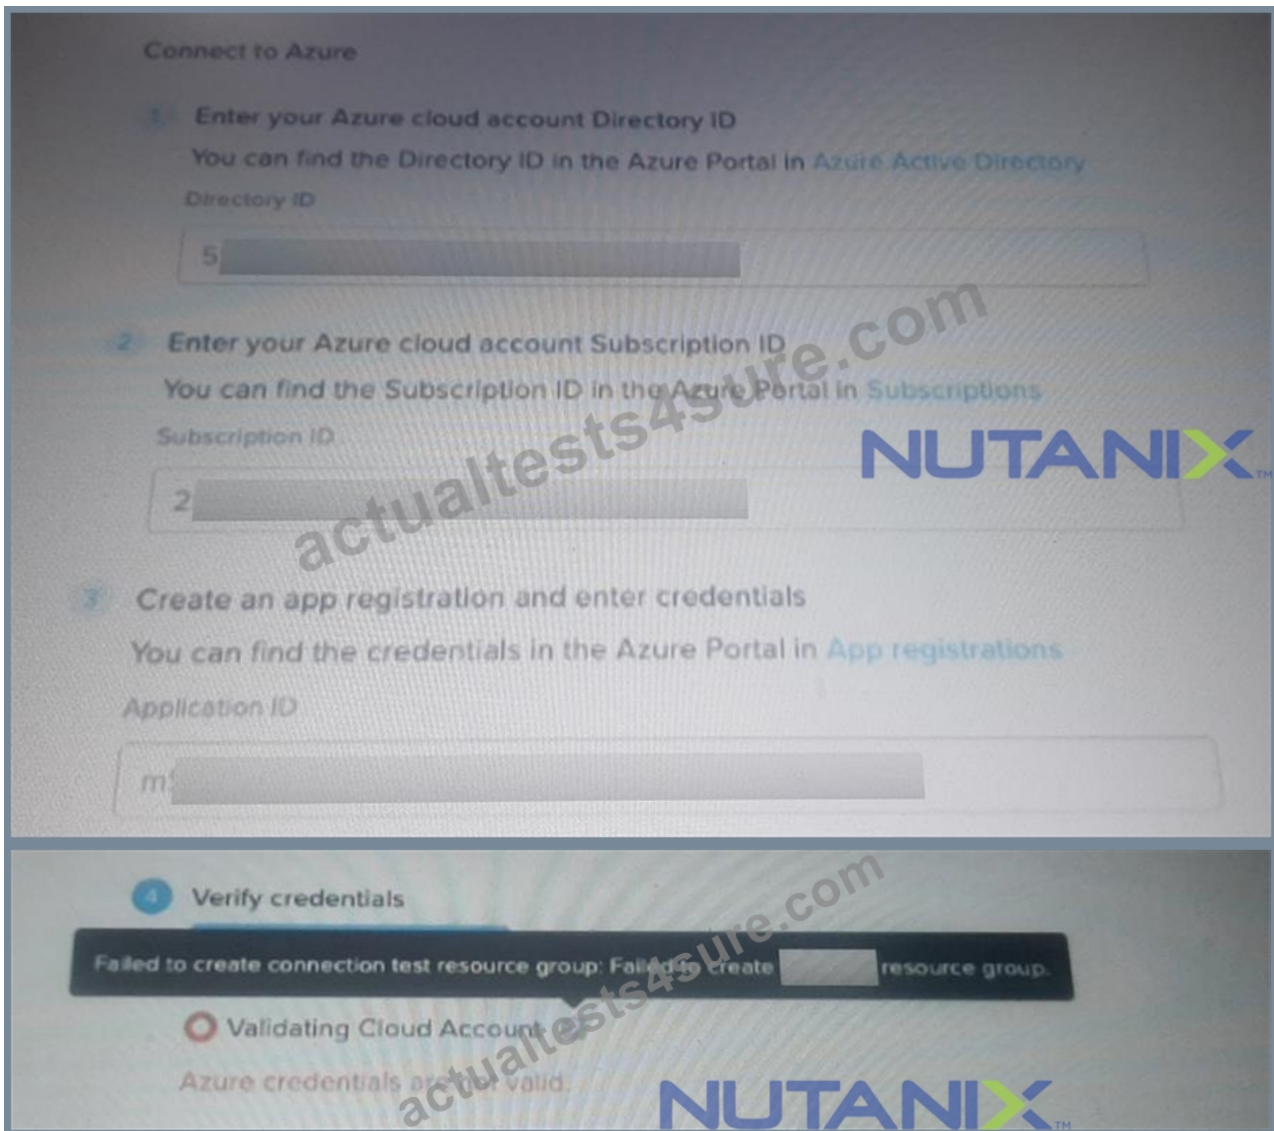 Connect to Azure
1 Enter your Azure cloud account Directory ID
You can find the Directory ID in the Azure Portal in Azure Active Directory
Directory ID
5
2 Enter your Azure cloud account Subscription ID
You can find the Subscription ID in the Azure Portal in Subscriptions
Subscription ID
2
NUTANIX™
actualtests4sure.com
3 Create an app registration and enter credentials
You can find the credentials in the Azure Portal in App registrations
Application ID
4 Verify credentials
Failed to create connection test resource group: Failed to create resource group.
Validating Cloud Account
Azure credentials are not valid.
actualtests4sure.com
NUTANIX™